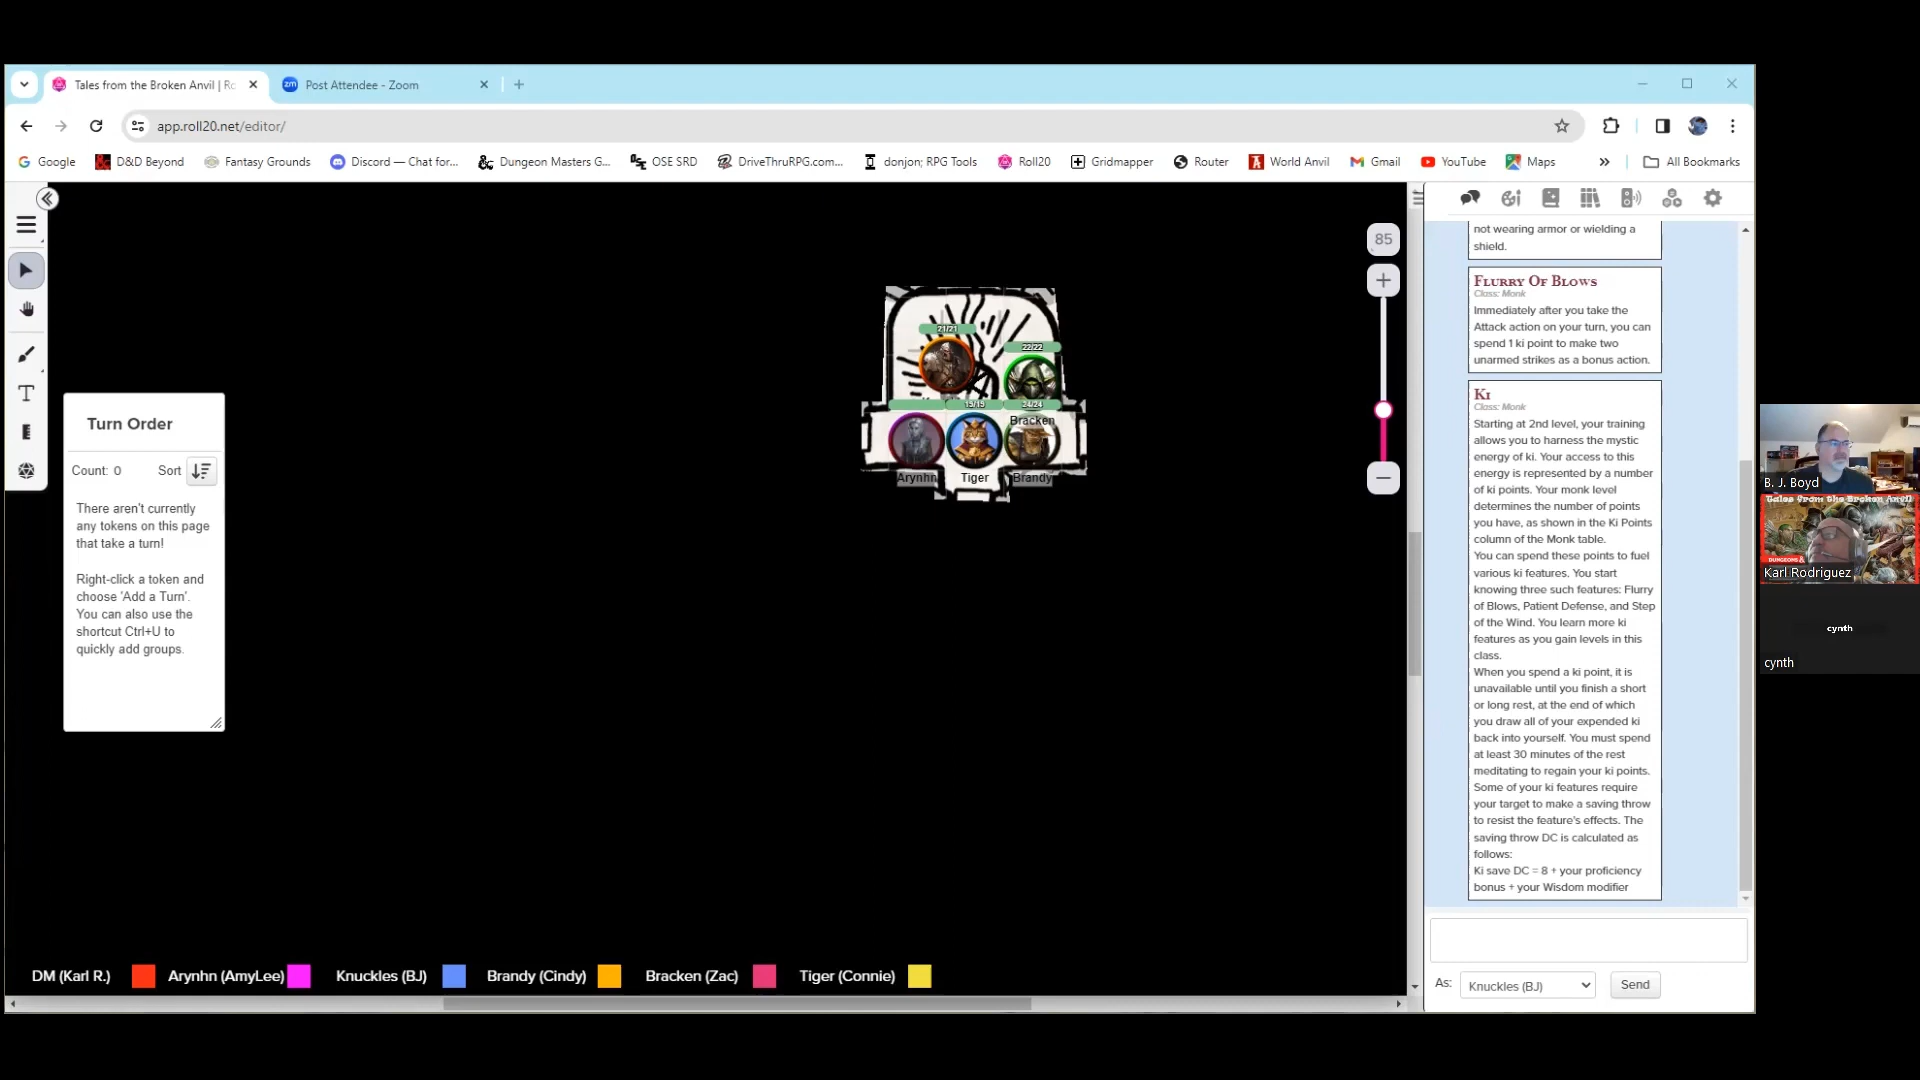 Tales from the Broken Anvil | Ro
Post Attendee - Zoom
app.roll20.net/editor/
Google
D&D Beyond
Fantasy Grounds
Discord — Chat for...
Dungeon Masters G...
OSE SRD
DriveThruRPG.com...
donjon; RPG Tools
Roll20
Gridmapper
Router
World Anvil
Gmail
YouTube
Maps
All Bookmarks
85
not wearing armor or wielding a
shield.
Flurry Of Blows
Class: Monk
Immediately after you take the
Attack action on your turn, you can
spend 1 ki point to make two
unarmed strikes as a bonus action.
Ki
Class: Monk
Starting at 2nd level, your training
allows you to harness the mystic
energy of ki. Your access to this
energy is represented by a number
of ki points. Your monk level
determines the number of points
you have, as shown in the Ki Points
column of the Monk table.
You can spend these points to fuel
various ki features. You start
knowing three such features: Flurry
of Blows, Patient Defense, and Step
of the Wind. You learn more ki
features as you gain levels in this
class.
When you spend a ki point, it is
unavailable until you finish a short
or long rest, at the end of which
you draw all of your expended ki
back into yourself. You must spend
at least 30 minutes of the rest
meditating to regain your ki points.
Some of your ki features require
your target to make a saving throw
to resist the feature's effects. The
saving throw DC is calculated as
follows:
Ki save DC = 8 + your proficiency
bonus + your Wisdom modifier
21/21
22/22
19/19
24/24
Bracken
Arynhn
Tiger
Brandy
Turn Order
Count: 0
Sort
There aren't currently
any tokens on this page
that take a turn!
Right-click a token and
choose 'Add a Turn'.
You can also use the
shortcut Ctrl+U to
quickly add groups.
DM (Karl R.)
Arynhn (AmyLee)
Knuckles (BJ)
Brandy (Cindy)
Bracken (Zac)
Tiger (Connie)
As:
Knuckles (BJ)
Send
B. J. Boyd
Tales from the Broken Anvil
Karl Rodriguez
cynth
cynth